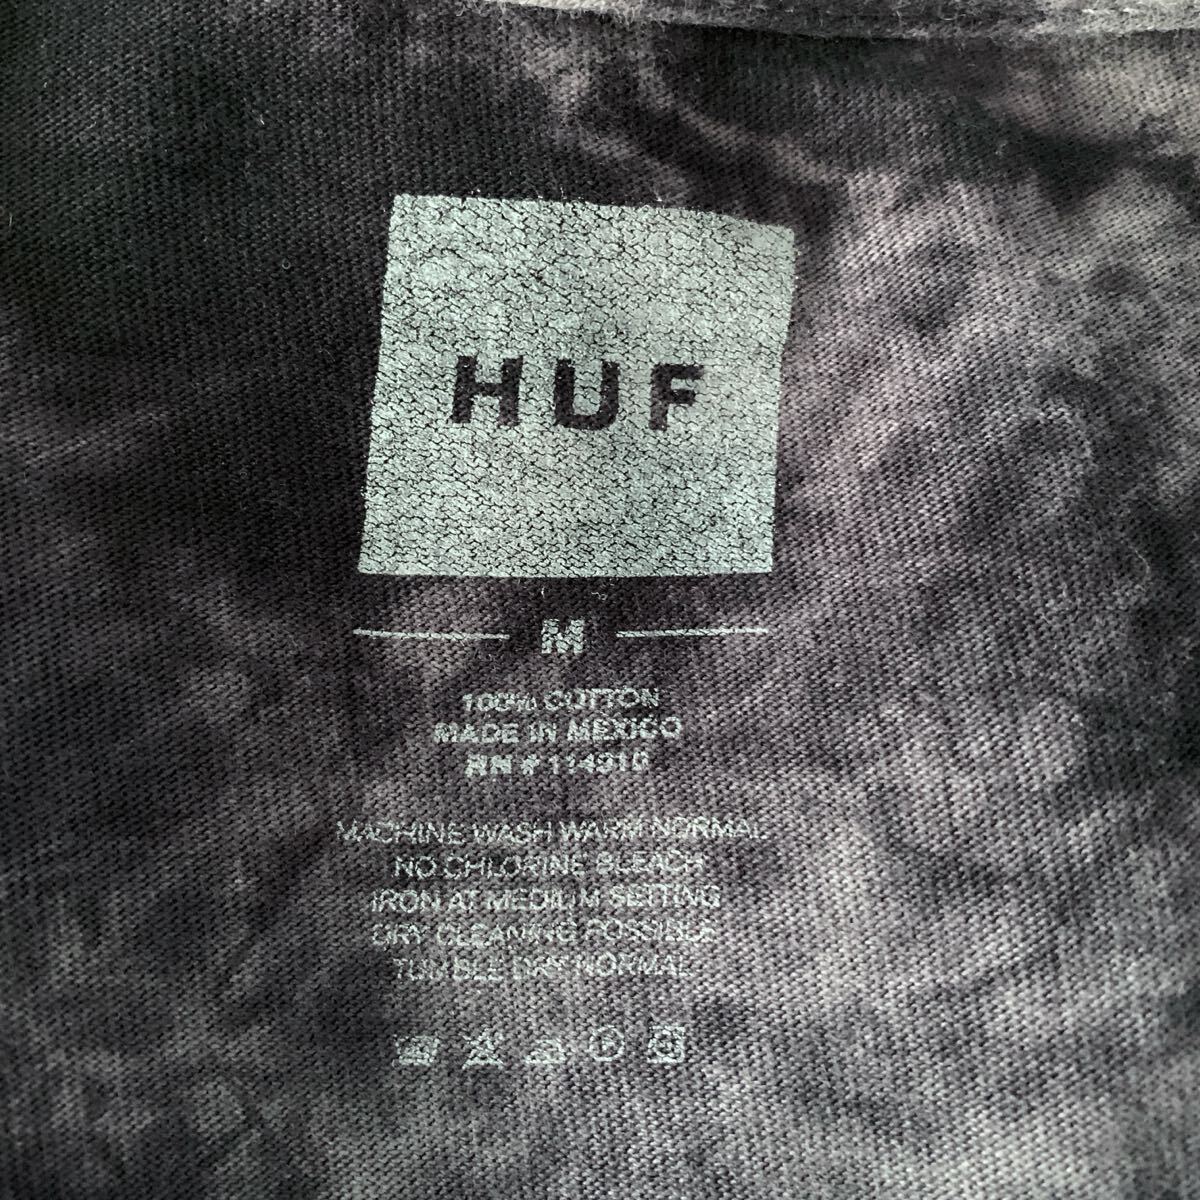 HUF
M
100% COTTON
MADE IN MEXICO
RN # 114910
MACHINE WASH WARM NORMAL
NO CHLORINE BLEACH
IRON AT MEDIUM SETTING
DRY CLEANING POSSIBLE
TUMBLE DRY NORMAL